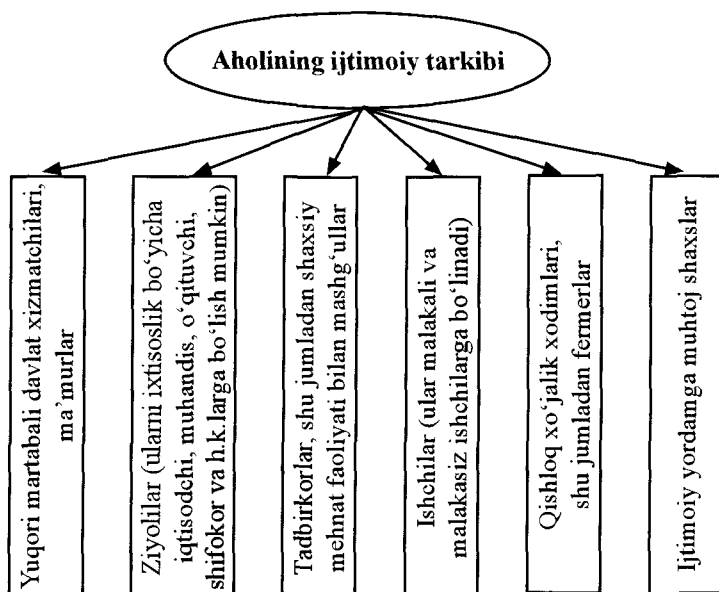 Aholining ijtimoiy tarkibi
Yuqori martabali davlat xizmatchilari,
ma’murlar
Ziyolilar (ularni ixtisoslik bo‘yicha
iqtisodchi, muhandis, o‘qituvchi,
shifokor va h.k.larga bo‘lish mumkin)
Tadbirkorlar, shu jumladan shaxsiy
mehnat faoliyati bilan mashg‘ullar
Ishchilar (ular malakali va
malakasiz ishchilarga bo‘linadi)
Qishloq xo‘jalik xodimlari,
shu jumladan fermerlar
Ijtimoiy yordamga muhtoj shaxslar